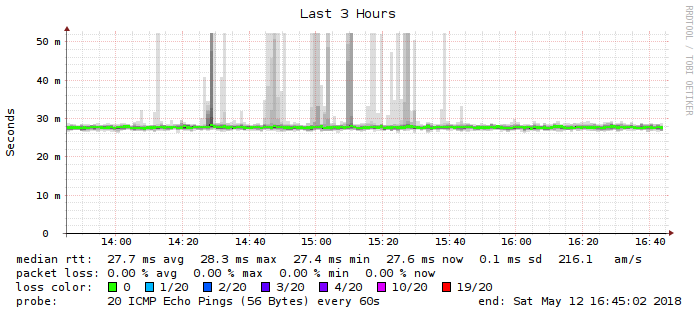 Last 3 Hours
RRDTOOL / TOBI OETIKER
Seconds
50 m
40 m
30 m
20 m
10 m
0
14:00 14:20 14:40 15:00 15:20 15:40 16:00 16:20 16:40
median rtt: 27.7 ms avg 28.3 ms max 27.4 ms min 27.6 ms now 0.1 ms sd 216.1 am/s
packet loss: 0.00 % avg 0.00 % max 0.00 % min 0.00 % now
loss color: 0 1/20 2/20 3/20 4/20 10/20 19/20
probe: 20 ICMP Echo Pings (56 Bytes) every 60s end: Sat May 12 16:45:02 2018